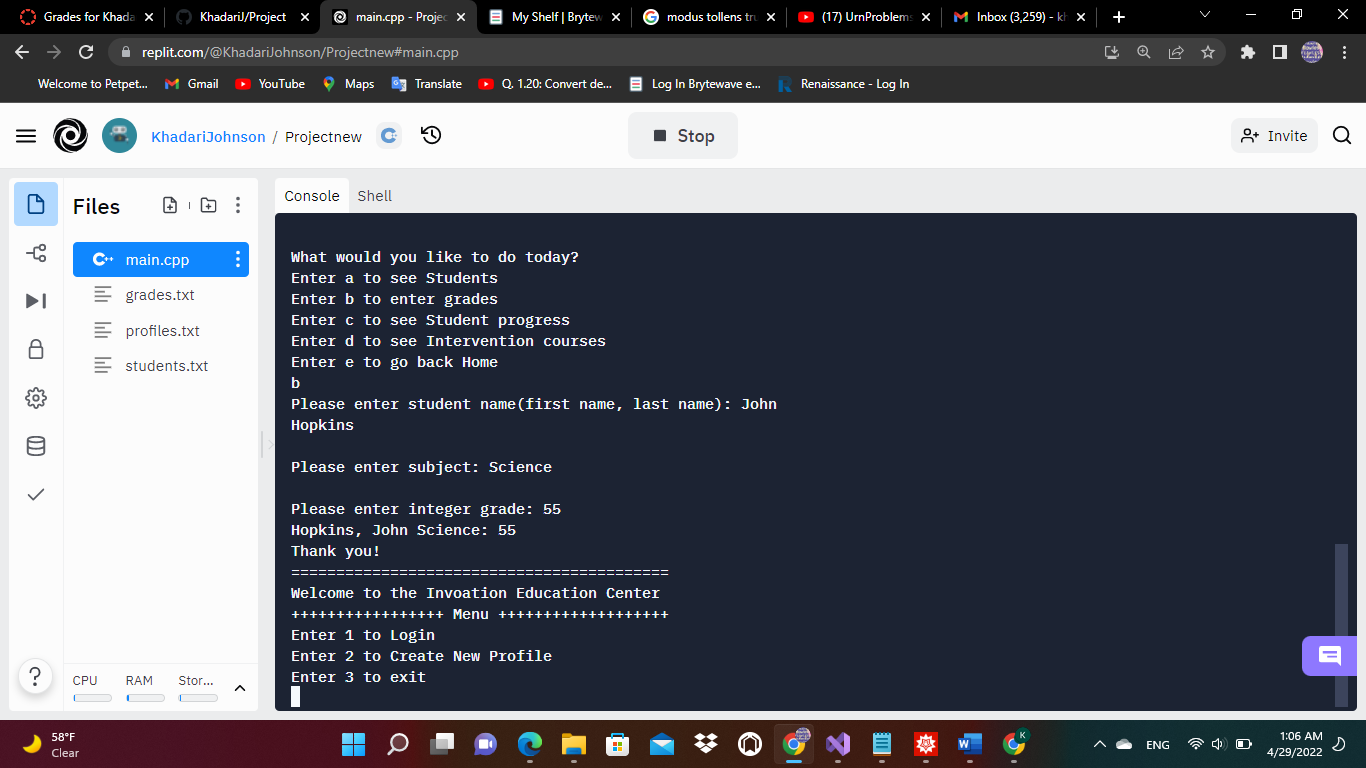 Grades for Khada
KhadariJ/Project
main.cpp - Projec
My Shelf | Brytew
modus tollens tru
(17) UrnProblems
Inbox (3,259) - kh
replit.com/@KhadariJohnson/Projectnew#main.cpp
Welcome to Petpet...
Gmail
YouTube
Maps
Translate
Q. 1.20: Convert de...
Log In Brytewave e...
Renaissance - Log In
KhadariJohnson / Projectnew
Stop
Invite
Files
main.cpp
grades.txt
profiles.txt
students.txt
CPU RAM Stor...
Console Shell
What would you like to do today?
Enter a to see Students
Enter b to enter grades
Enter c to see Student progress
Enter d to see Intervention courses
Enter e to go back Home
b
Please enter student name(first name, last name): John
Hopkins
Please enter subject: Science
Please enter integer grade: 55
Hopkins, John Science: 55
Thank you!
==========================================
Welcome to the Invoation Education Center
+++++++++++++++++ Menu +++++++++++++++++++
Enter 1 to Login
Enter 2 to Create New Profile
Enter 3 to exit
58°F
Clear
ENG
1:06 AM
4/29/2022